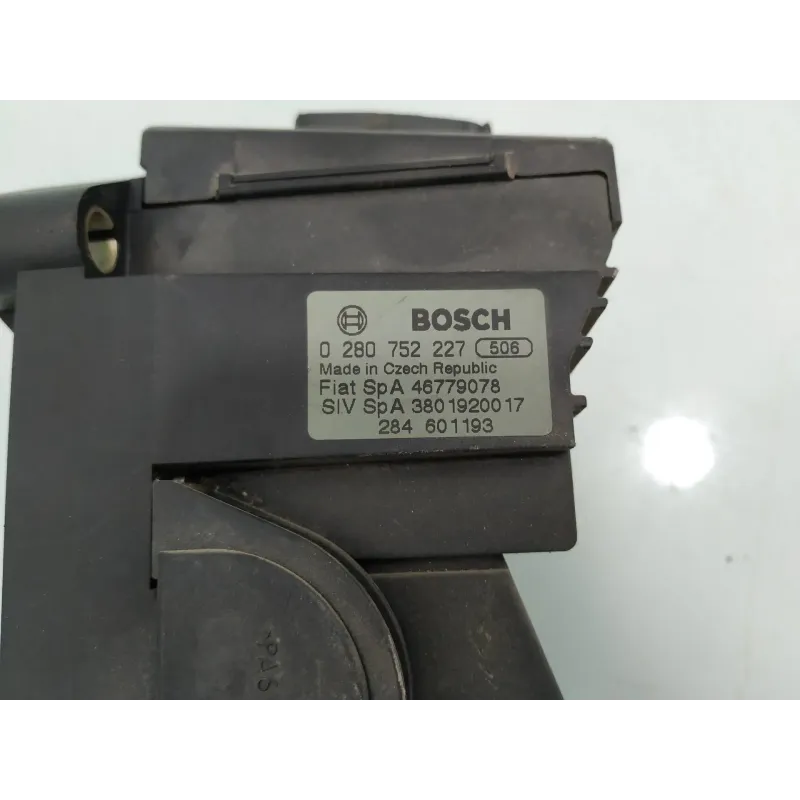 BOSCH
0 280 752 227 506
Made in Czech Republic
Fiat SpA 46779078
SIV SpA 3801920017
284 601193